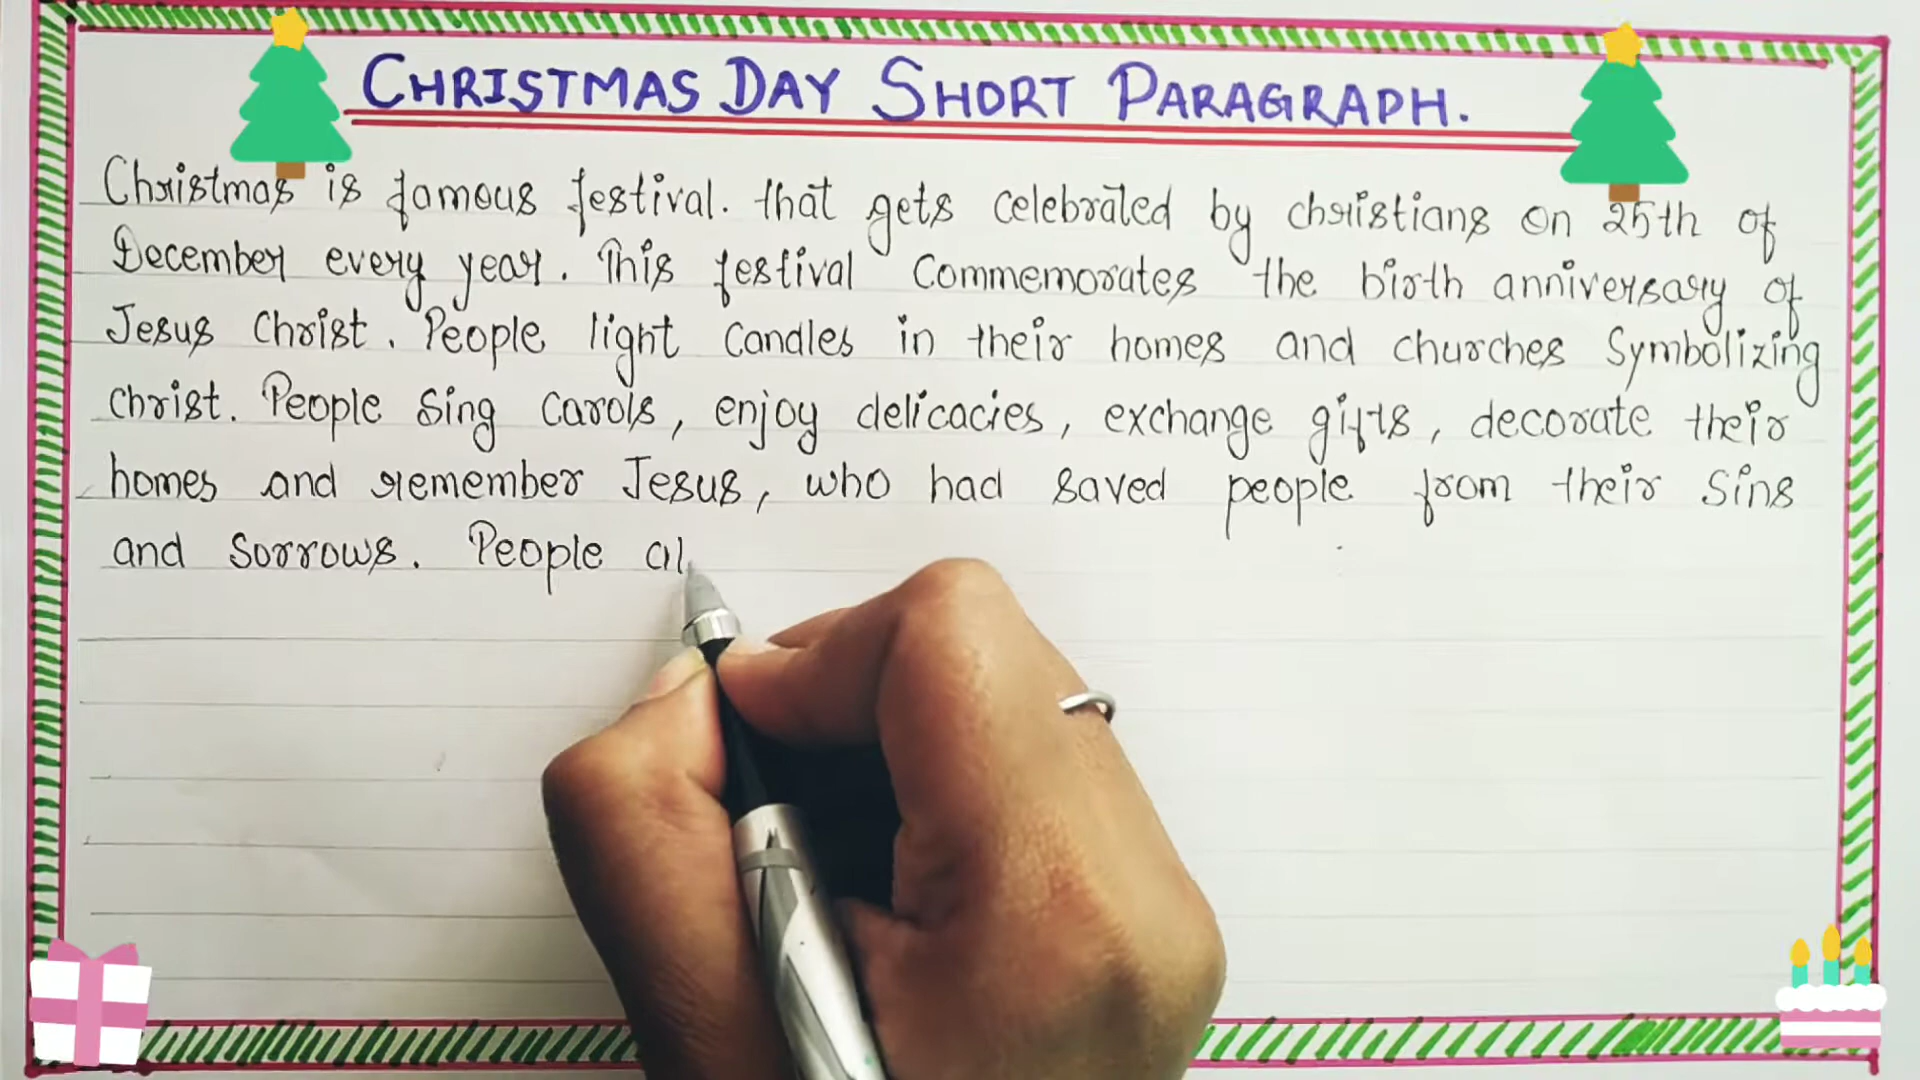 CHRISTMAS DAY SHORT PARAGRAPH.
Christmas is famous festival. that gets celebrated by christians on 25th of
December every year. This festival Commemorates the birth anniversary of
Jesus Christ. People light Candles in their homes and churches Symbolizing
christ. People Sing Carols, enjoy delicacies, exchange gifts, decorate their
homes and remember Jesus, who had saved people from their Sins
and Sorrows. People al